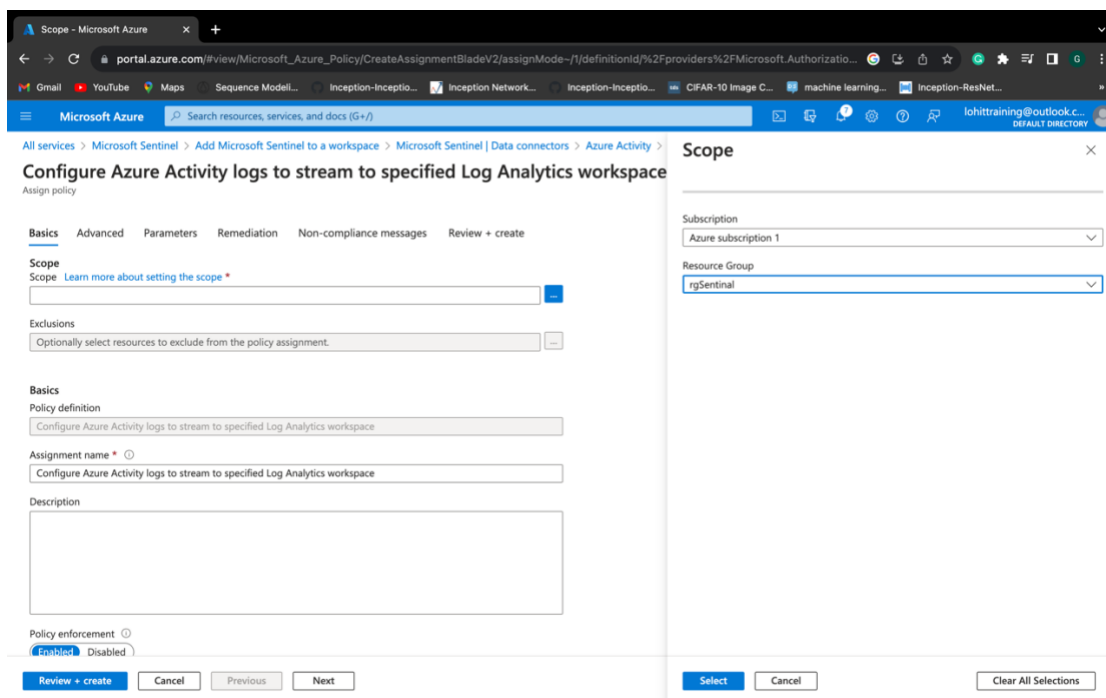 Scope - Microsoft Azure
portal.azure.com/#view/Microsoft_Azure_Policy/CreateAssignmentBladeV2/assignMode~/1/definitionId/%2Fproviders%2FMicrosoft.Authorizatio...
G
Gmail YouTube Maps Sequence Modeli... Inception-Inceptio... Inception Network... Inception-Inceptio... CIFAR-10 Image C... machine learning... Inception-ResNet... »
Microsoft Azure
Search resources, services, and docs (G+/)
7
lohittraining@outlook.c...
DEFAULT DIRECTORY
All services > Microsoft Sentinel > Add Microsoft Sentinel to a workspace > Microsoft Sentinel | Data connectors > Azure Activity >
Configure Azure Activity logs to stream to specified Log Analytics workspace
Assign policy
Basics Advanced Parameters Remediation Non-compliance messages Review + create
Scope
Scope Learn more about setting the scope *
...
Exclusions
Optionally select resources to exclude from the policy assignment.
...
Basics
Policy definition
Configure Azure Activity logs to stream to specified Log Analytics workspace
Assignment name *
Configure Azure Activity logs to stream to specified Log Analytics workspace
Description
Policy enforcement
Enabled Disabled
Review + create Cancel Previous Next
Scope
Subscription
Azure subscription 1
Resource Group
rgSentinal
Select Cancel Clear All Selections